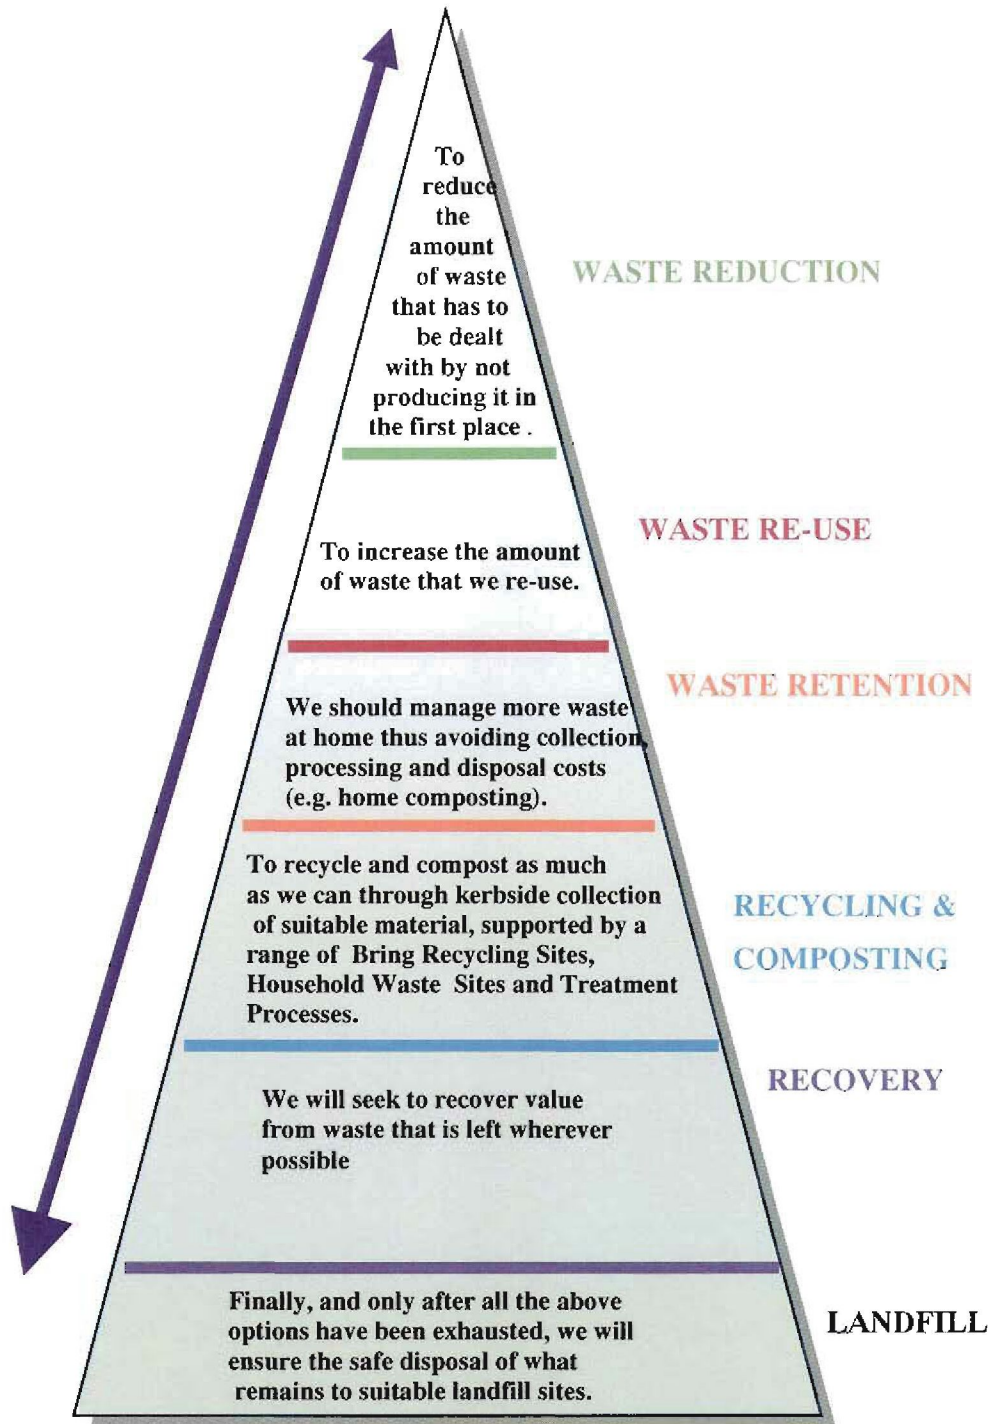 To
reduce
the
amount
of waste
that has to
be dealt
with by not
producing it in
the first place .
WASTE REDUCTION
WASTE RE-USE
To increase the amount
of waste that we re-use.
WASTE RETENTION
We should manage more waste
at home thus avoiding collection,
processing and disposal costs
(e.g. home composting).
To recycle and compost as much
as we can through kerbside collection
of suitable material, supported by a
range of Bring Recycling Sites,
Household Waste Sites and Treatment
Processes.
RECYCLING &
COMPOSTING
RECOVERY
We will seek to recover value
from waste that is left wherever
possible
Finally, and only after all the above
options have been exhausted, we will
ensure the safe disposal of what
remains to suitable landfill sites.
LANDFILL